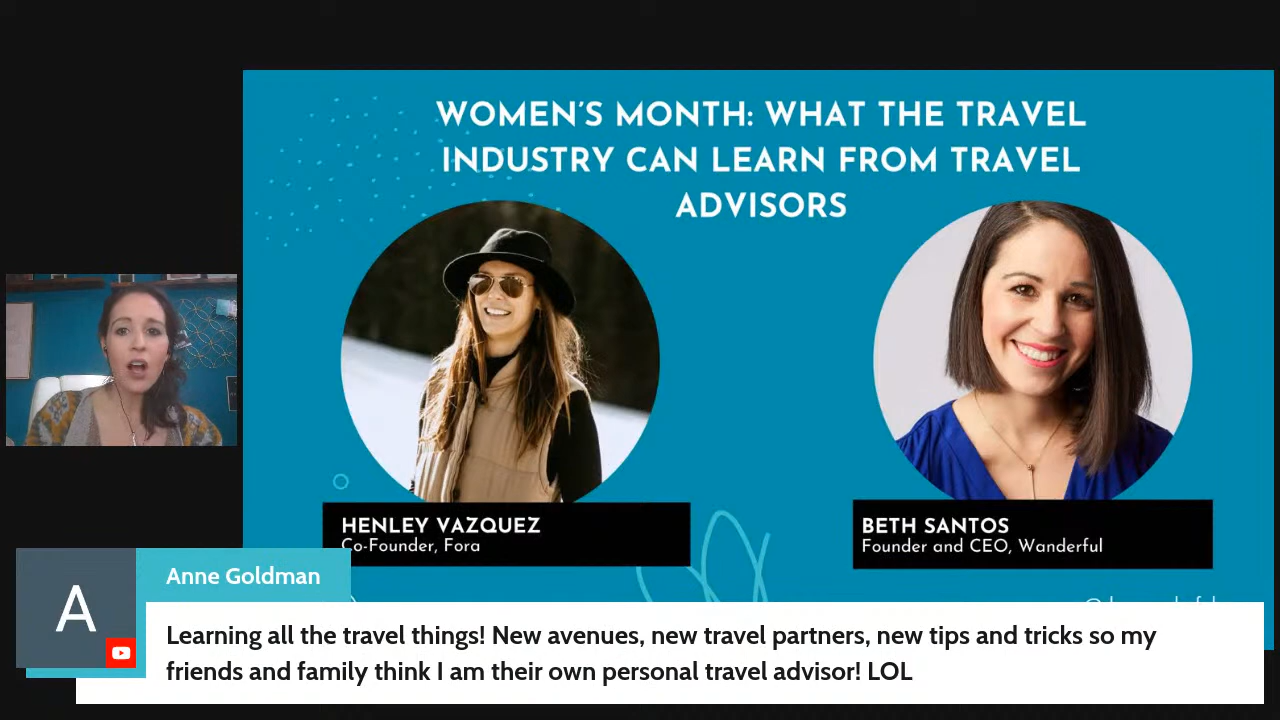 WOMEN'S MONTH: WHAT THE TRAVEL
INDUSTRY CAN LEARN FROM TRAVEL
ADVISORS
HENLEY VAZQUEZ
Co-Founder, Fora
BETH SANTOS
Founder and CEO, Wanderful
A
Anne Goldman
Learning all the travel things! New avenues, new travel partners, new tips and tricks so my
friends and family think I am their own personal travel advisor! LOL